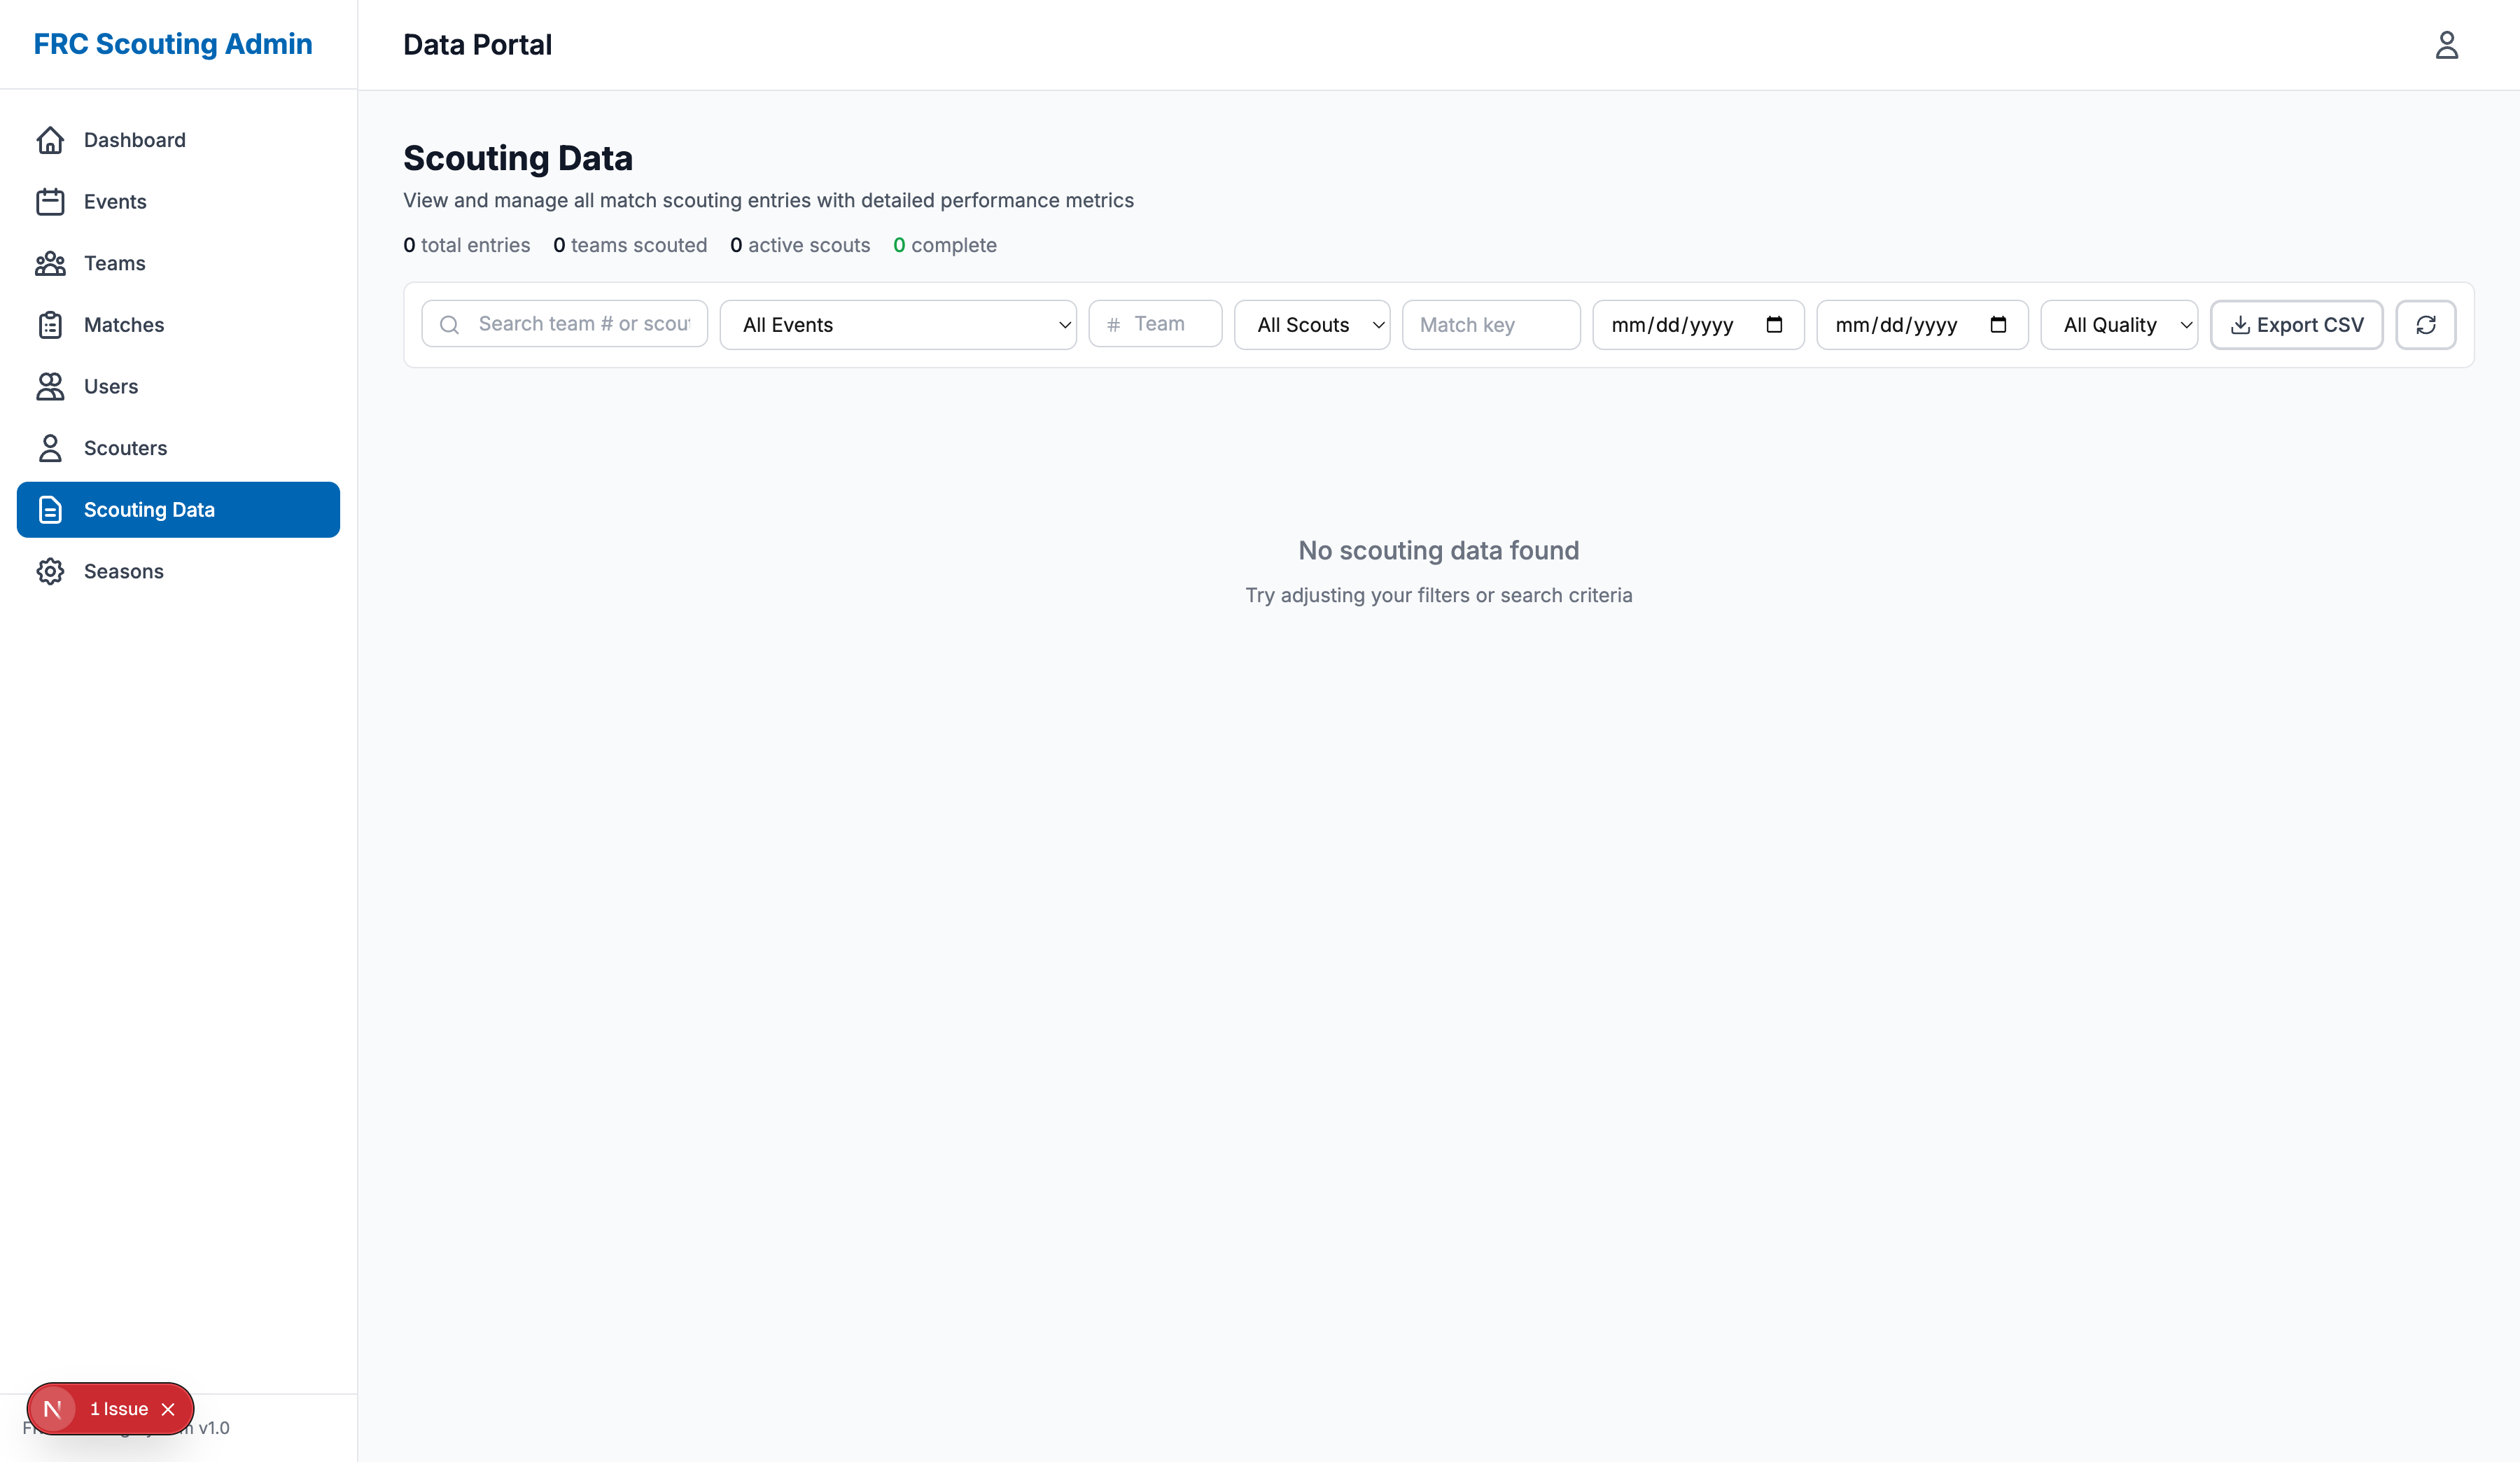 FRC Scouting Admin
Data Portal
Dashboard
Events
Teams
Matches
Users
Scouters
Scouting Data
Seasons
Scouting Data
View and manage all match scouting entries with detailed performance metrics
0 total entries 0 teams scouted 0 active scouts 0 complete
Search team # or scout All Events # Team All Scouts Match key mm/dd/yyyy mm/dd/yyyy All Quality Export CSV
No scouting data found
Try adjusting your filters or search criteria
N 1 Issue
v1.0